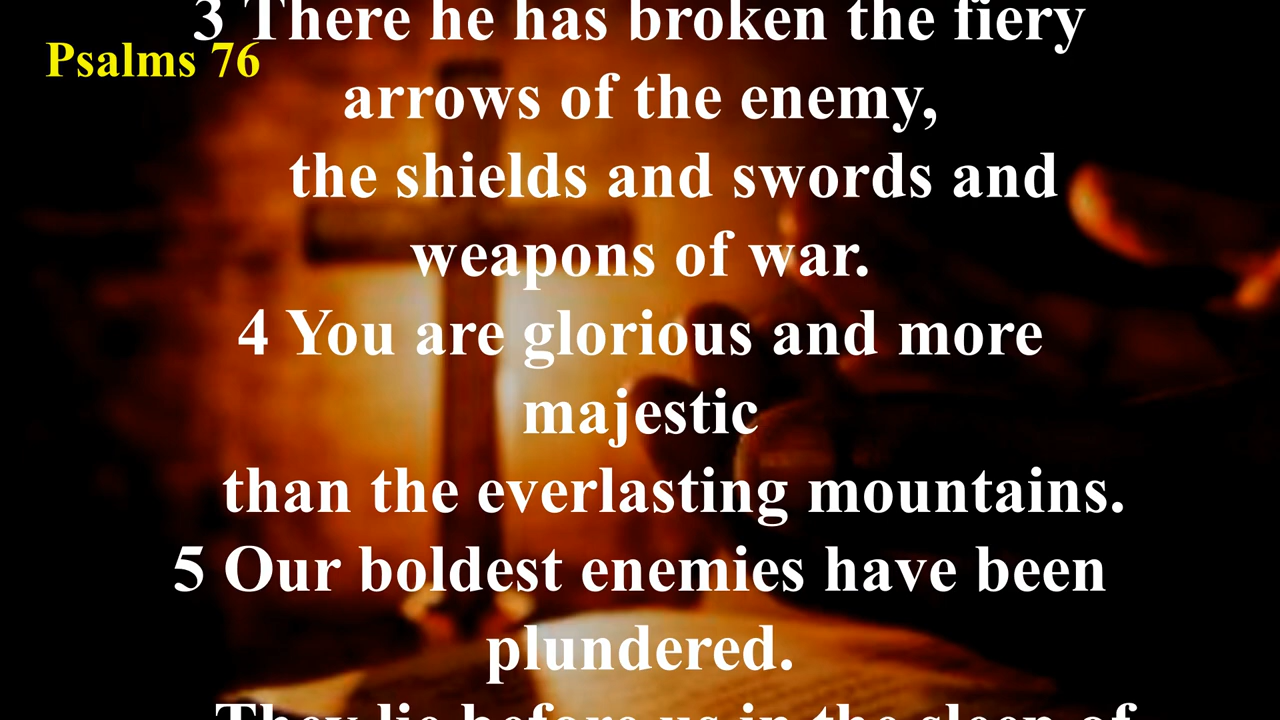 3 There he has broken the fiery
Psalms 76
arrows of the enemy,
the shields and swords and
weapons of war.
4 You are glorious and more
majestic
than the everlasting mountains.
5 Our boldest enemies have been
plundered.
They lie before us in the sleep of